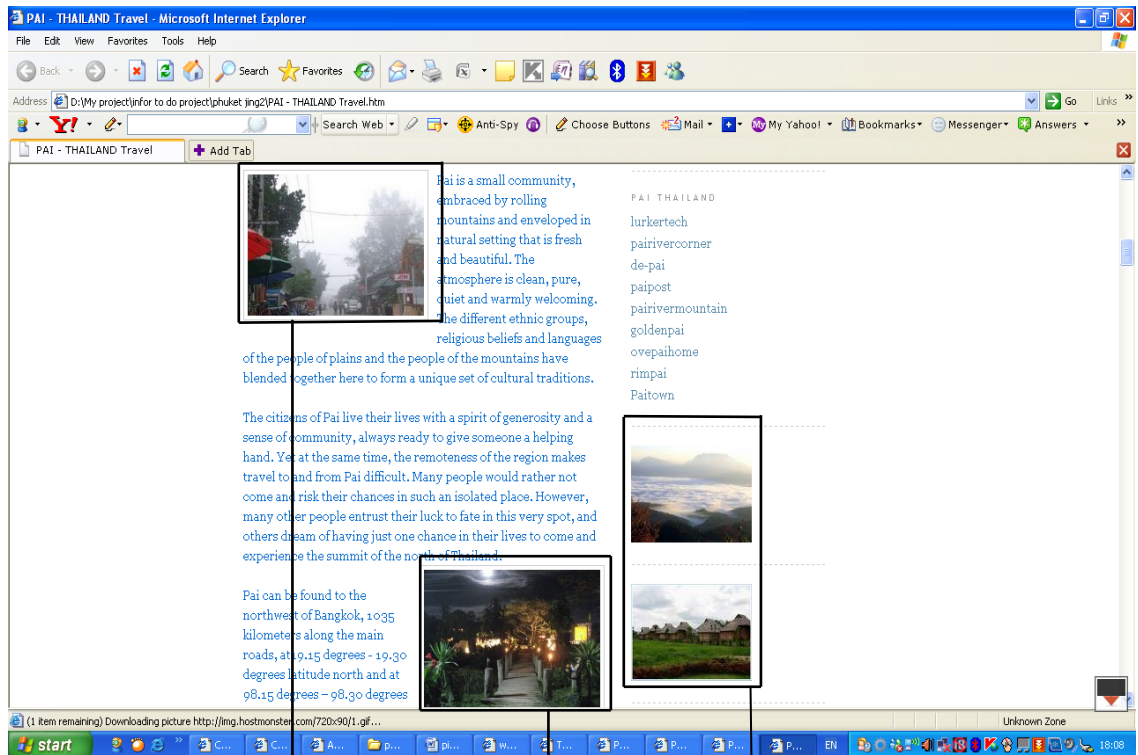 PAI - THAILAND Travel - Microsoft Internet Explorer
File Edit View Favorites Tools Help
Back Search Favorites
Address D:\My project\infor to do project\phuket jing2\PAI - THAILAND Travel.htm Go Links »
Y! Search Web Anti-Spy Choose Buttons Mail My Yahoo! Bookmarks Messenger Answers »
PAI - THAILAND Travel Add Tab
Pai is a small community,
embraced by rolling
mountains and enveloped in
natural setting that is fresh
and beautiful. The
atmosphere is clean, pure,
quiet and warmly welcoming.
The different ethnic groups,
religious beliefs and languages
of the people of plains and the people of the mountains have
blended together here to form a unique set of cultural traditions.
The citizens of Pai live their lives with a spirit of generosity and a
sense of community, always ready to give someone a helping
hand. Yet at the same time, the remoteness of the region makes
travel to and from Pai difficult. Many people would rather not
come and risk their chances in such an isolated place. However,
many other people entrust their luck to fate in this very spot, and
others dream of having just one chance in their lives to come and
experience the summit of the north of Thailand.
Pai can be found to the
northwest of Bangkok, 1035
kilometers along the main
roads, at 19.15 degrees - 19.30
degrees latitude north and at
98.15 degrees – 98.30 degrees
PAI THAILAND
lurkertech
pairivercorner
de-pai
paipost
pairivermountain
goldenpai
ovepaihome
rimpai
Paitown
(1 item remaining) Downloading picture http://img.hostmonster.com/720x90/1.gif... Unknown Zone
start » C... C... A... p... pi... w... T... P... P... P... P... EN 18:08